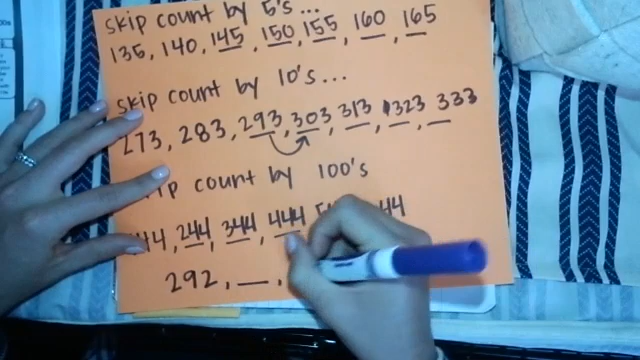 skip count by 5's...
135, 140, 145, 150, 155, 160, 165
skip count by 10's...
273, 283, 293, 303, 313, 323, 333
count by 100's
244, 344, 444
292, __,